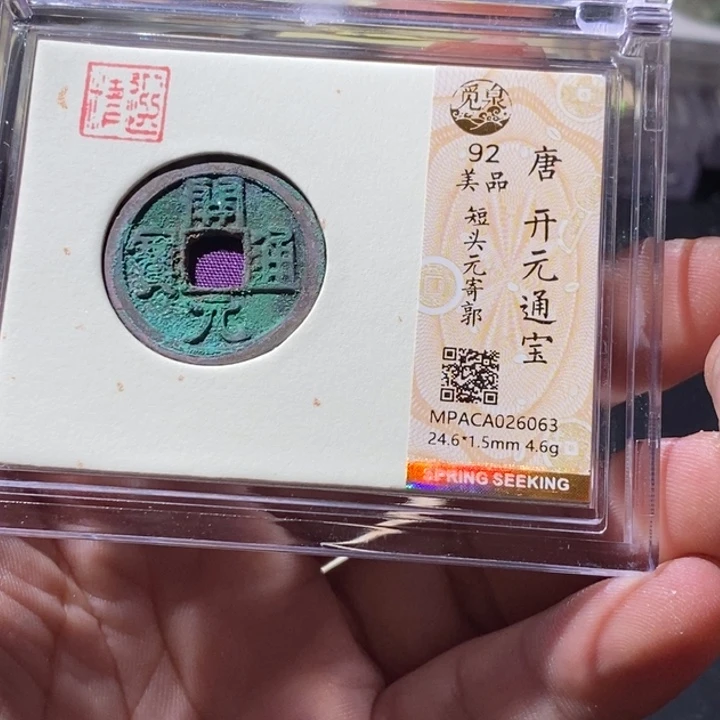 開
通
元
寶
觅泉
92
美品
短头元寄郭
唐 开元通宝
MPACA026063
24.6*1.5mm 4.6g
SPRING SEEKING